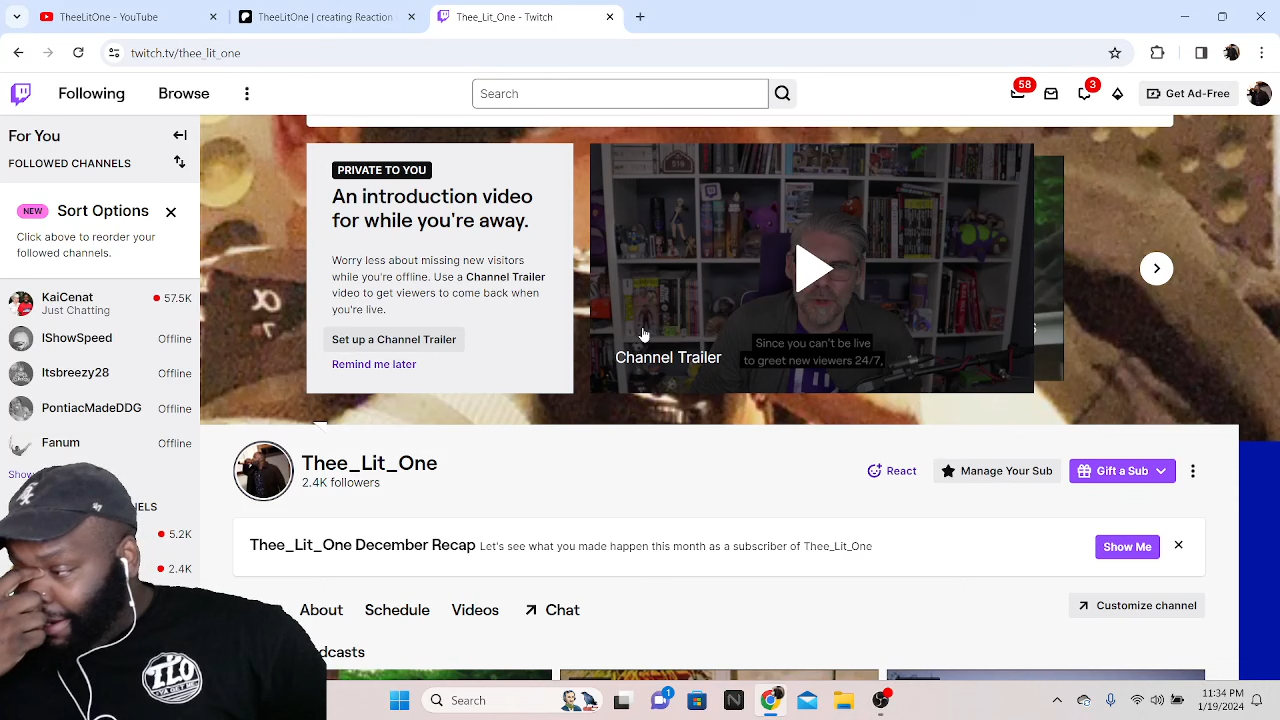 TheeLitOne - YouTube
TheeLitOne | creating Reaction
Thee_Lit_One - Twitch
twitch.tv/thee_lit_one
Following
Browse
Search
58
3
Get Ad-Free
For You
FOLLOWED CHANNELS
NEW
Sort Options
Click above to reorder your
followed channels.
KaiCenat
57.5K
Just Chatting
IShowSpeed
Offline
Itsbreezy28
Offline
PontiacMadeDDG
Offline
Fanum
Offline
5.2K
2.4K
PRIVATE TO YOU
An introduction video
for while you're away.
Worry less about missing new visitors
while you're offline. Use a Channel Trailer
video to get viewers to come back when
you're live.
Set up a Channel Trailer
Remind me later
519
Since you can't be live
to greet new viewers 24/7,
Channel Trailer
Thee_Lit_One
2.4K followers
React
Manage Your Sub
Gift a Sub
Thee_Lit_One December Recap Let's see what you made happen this month as a subscriber of Thee_Lit_One
Show Me
About
Schedule
Videos
Chat
Customize channel
TLO
Search
1
11:34 PM
1/19/2024